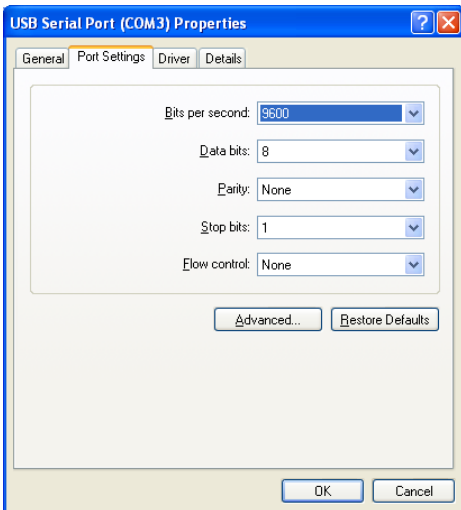 USB Serial Port (COM3) Properties
General Port Settings Driver Details
Bits per second: 9600
Data bits: 8
Parity: None
Stop bits: 1
Flow control: None
Advanced... Restore Defaults
OK Cancel